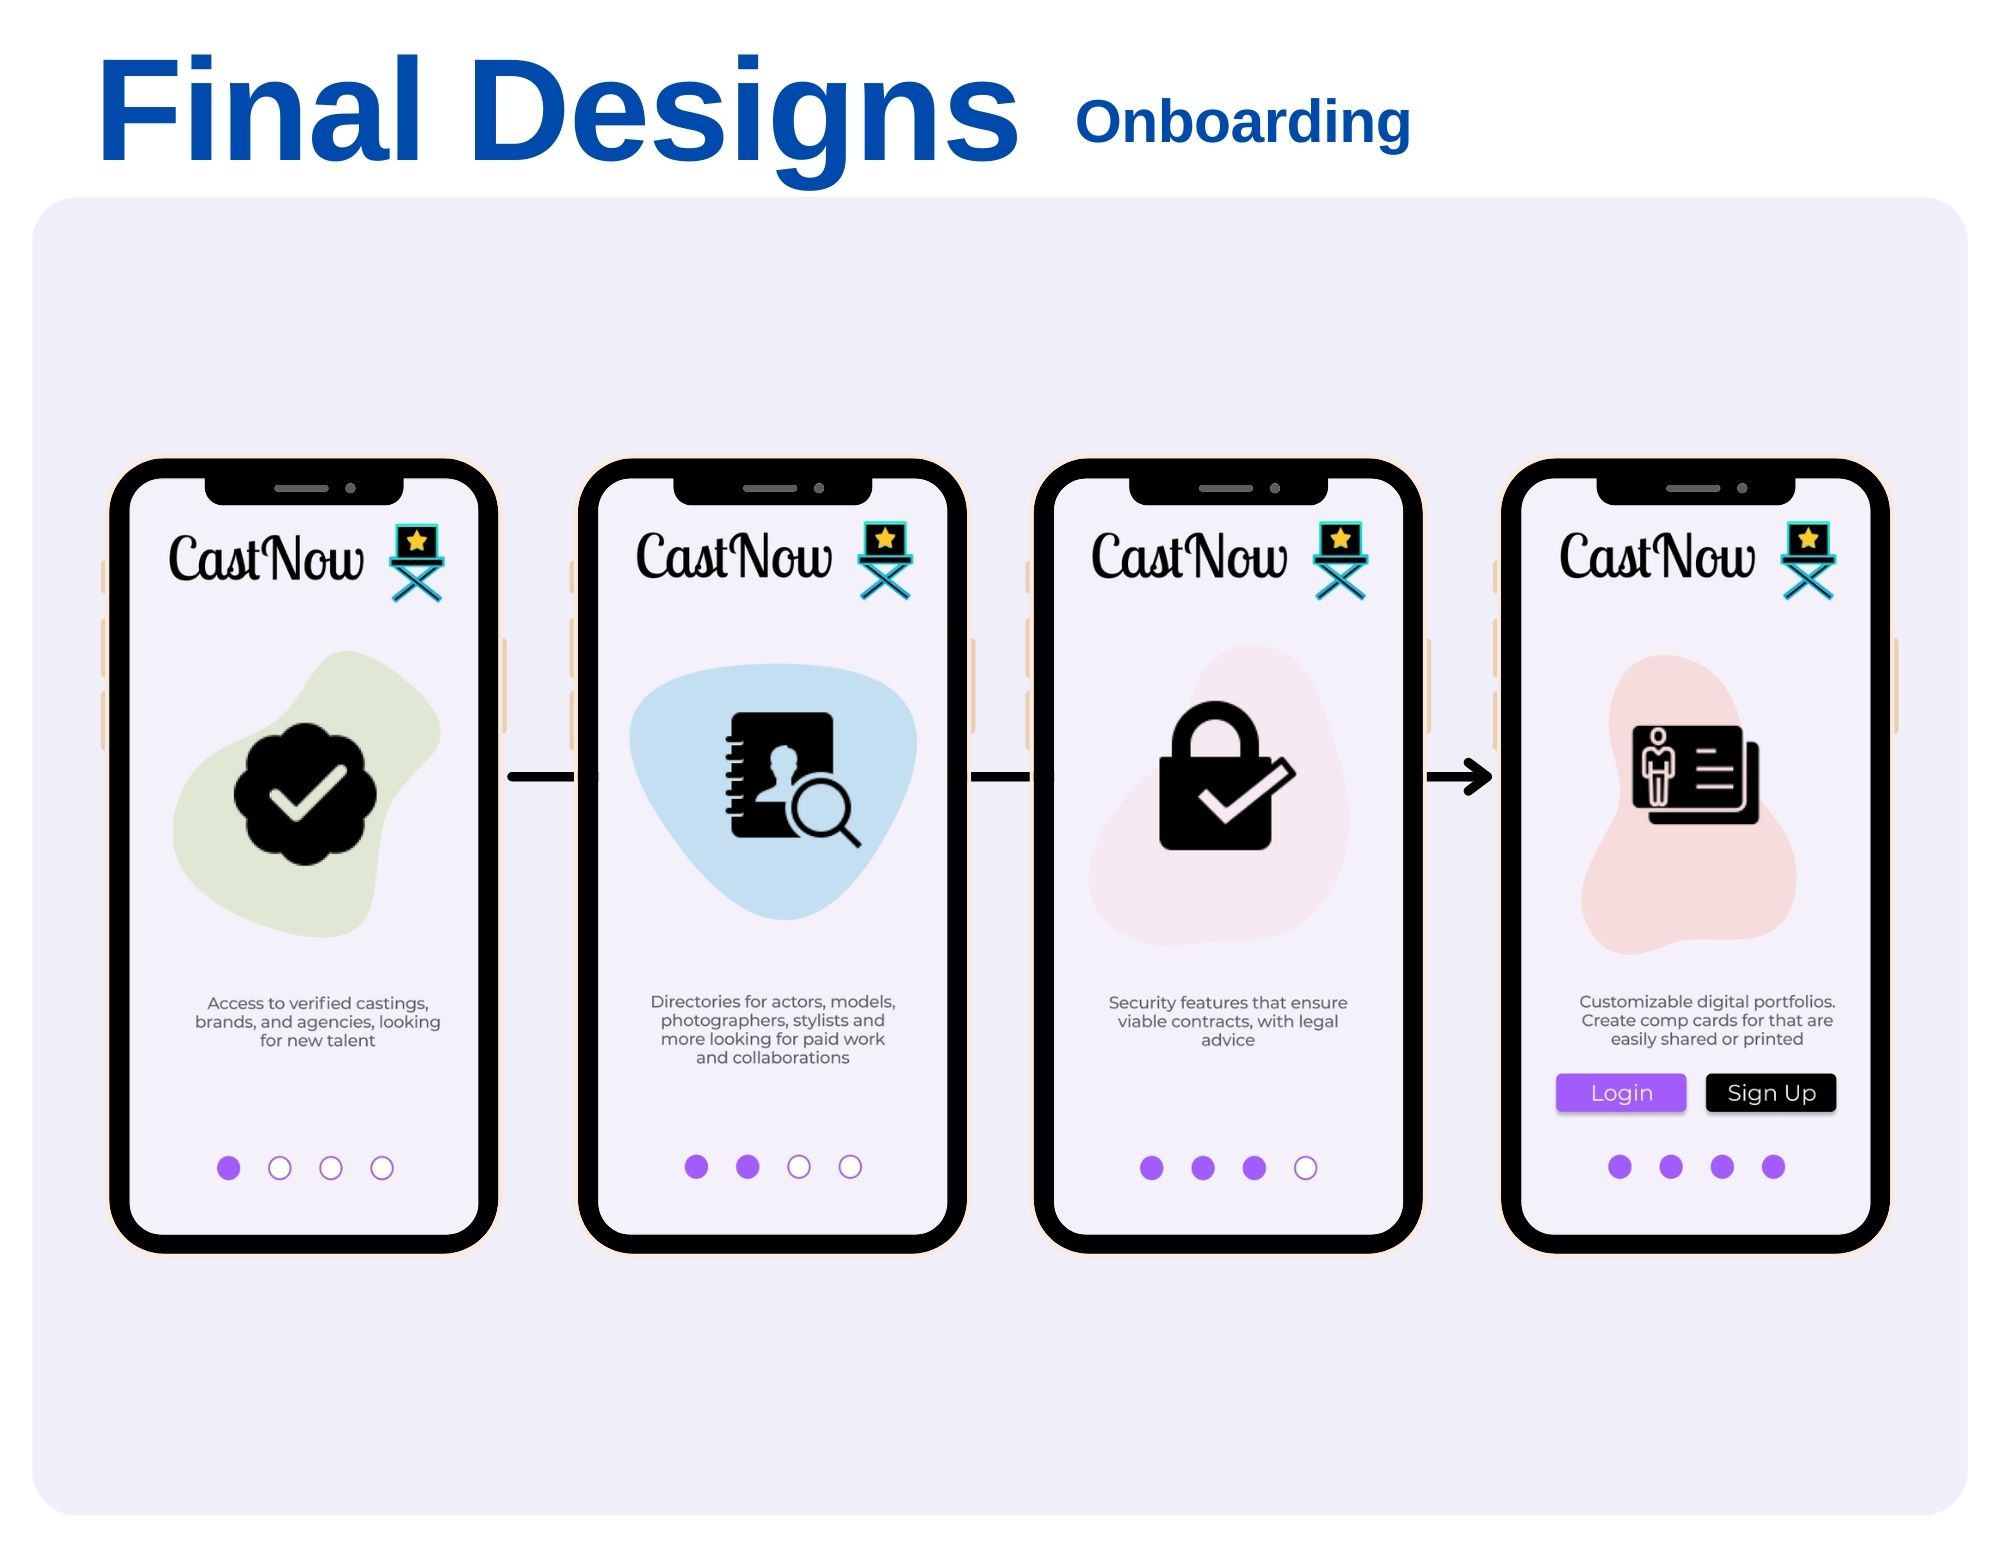 Final Designs Onboarding
CastNow
Access to verified castings,
brands, and agencies, looking
for new talent
CastNow
Directories for actors, models,
photographers, stylists and
more looking for paid work
and collaborations
CastNow
Security features that ensure
viable contracts, with legal
advice
CastNow
Customizable digital portfolios.
Create comp cards for that are
easily shared or printed
Login
Sign Up